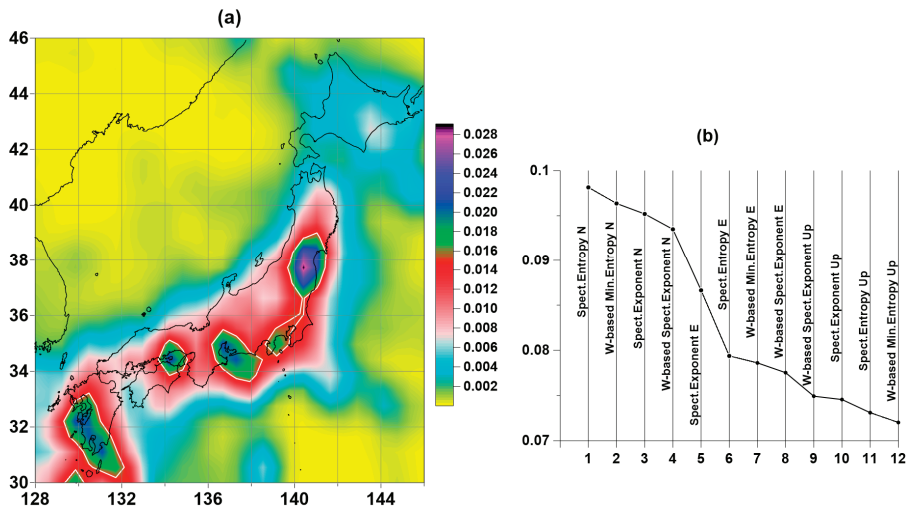 (a)
46
44
42
40
38
36
34
32
30
128
132
136
140
144
0.028
0.026
0.024
0.022
0.020
0.018
0.016
0.014
0.012
0.010
0.008
0.006
0.004
0.002
(b)
0.1
0.09
0.08
0.07
Spect.Entropy N
W-based Min.Entropy N
Spect.Exponent N
W-based Spect.Exponent N
Spect.Exponent E
Spect.Entropy E
W-based Min.Entropy E
W-based Spect.Exponent E
W-based Spect.Exponent Up
Spect.Exponent Up
Spect.Entropy Up
W-based Min.Entropy Up
1 2 3 4 5 6 7 8 9 10 11 12